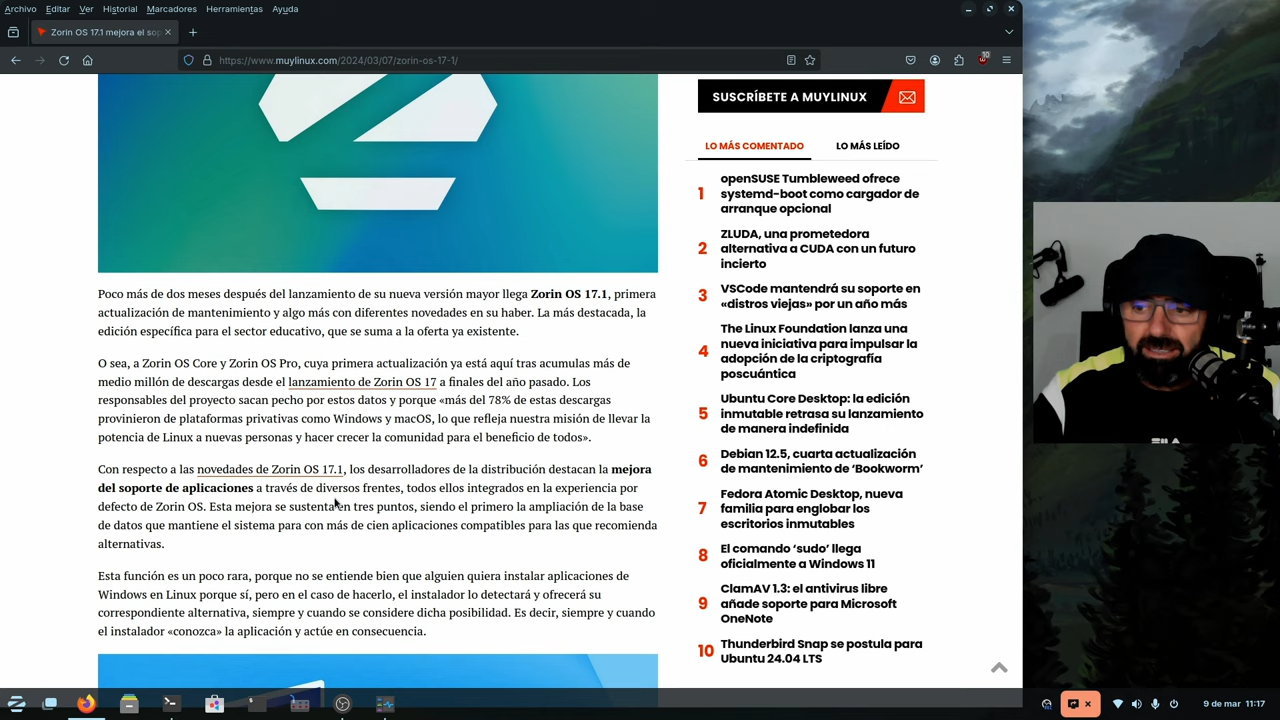 Archivo Editar Ver Historial Marcadores Herramientas Ayuda
Zorin OS 17.1 mejora el sop
https://www.muylinux.com/2024/03/07/zorin-os-17-1/
10
SUSCRÍBETE A MUYLINUX
LO MÁS COMENTADO
LO MÁS LEÍDO
1
openSUSE Tumbleweed ofrece
systemd-boot como cargador de
arranque opcional
2
ZLUDA, una prometedora
alternativa a CUDA con un futuro
incierto
3
VSCode mantendrá su soporte en
«distros viejas» por un año más
4
The Linux Foundation lanza una
nueva iniciativa para impulsar la
adopción de la criptografía
poscuántica
5
Ubuntu Core Desktop: la edición
inmutable retrasa su lanzamiento
de manera indefinida
6
Debian 12.5, cuarta actualización
de mantenimiento de ‘Bookworm’
7
Fedora Atomic Desktop, nueva
familia para englobar los
escritorios inmutables
8
El comando ‘sudo’ llega
oficialmente a Windows 11
9
ClamAV 1.3: el antivirus libre
añade soporte para Microsoft
OneNote
10
Thunderbird Snap se postula para
Ubuntu 24.04 LTS
Poco más de dos meses después del lanzamiento de su nueva versión mayor llega Zorin OS 17.1, primera
actualización de mantenimiento y algo más con diferentes novedades en su haber. La más destacada, la
edición específica para el sector educativo, que se suma a la oferta ya existente.
O sea, a Zorin OS Core y Zorin OS Pro, cuya primera actualización ya está aquí tras acumulas más de
medio millón de descargas desde el lanzamiento de Zorin OS 17 a finales del año pasado. Los
responsables del proyecto sacan pecho por estos datos y porque «más del 78% de estas descargas
provinieron de plataformas privativas como Windows y macOS, lo que refleja nuestra misión de llevar la
potencia de Linux a nuevas personas y hacer crecer la comunidad para el beneficio de todos».
Con respecto a las novedades de Zorin OS 17.1, los desarrolladores de la distribución destacan la mejora
del soporte de aplicaciones a través de diversos frentes, todos ellos integrados en la experiencia por
defecto de Zorin OS. Esta mejora se sustenta en tres puntos, siendo el primero la ampliación de la base
de datos que mantiene el sistema para con más de cien aplicaciones compatibles para las que recomienda
alternativas.
Esta función es un poco rara, porque no se entiende bien que alguien quiera instalar aplicaciones de
Windows en Linux porque sí, pero en el caso de hacerlo, el instalador lo detectará y ofrecerá su
correspondiente alternativa, siempre y cuando se considere dicha posibilidad. Es decir, siempre y cuando
el instalador «conozca» la aplicación y actúe en consecuencia.
9 de mar 11:17